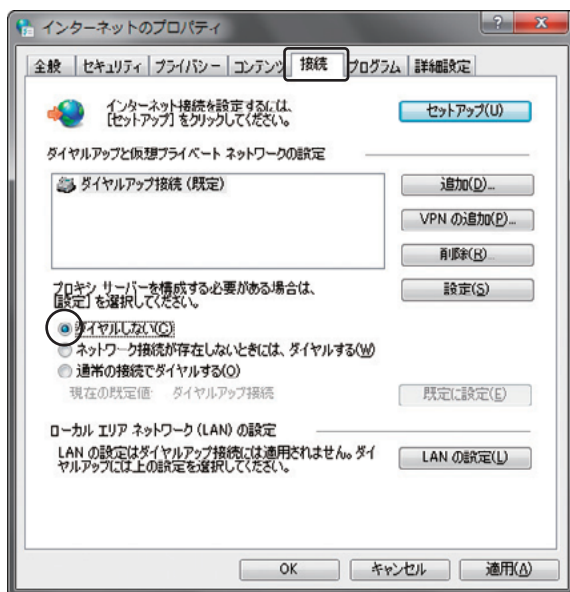 インターネットのプロパティ
全般 セキュリティ プライバシー コンテンツ 接続 プログラム 詳細設定
インターネット接続を設定するには、
[セットアップ] をクリックしてください。
セットアップ(U)
ダイヤルアップと仮想プライベート ネットワークの設定
ダイヤルアップ接続 (既定)
追加(D)...
VPN の追加(P)...
削除(R)...
プロキシ サーバーを構成する必要がある場合は、
[設定] を選択してください。
設定(S)
ダイヤルしない(C)
ネットワーク接続が存在しないときには、ダイヤルする(W)
通常の接続でダイヤルする(O)
現在の既定値: ダイヤルアップ接続
既定に設定(E)
ローカル エリア ネットワーク (LAN) の設定
LAN の設定はダイヤルアップ接続には適用されません。ダイ
ヤルアップには上の設定を選択してください。
LAN の設定(L)
OK キャンセル 適用(A)